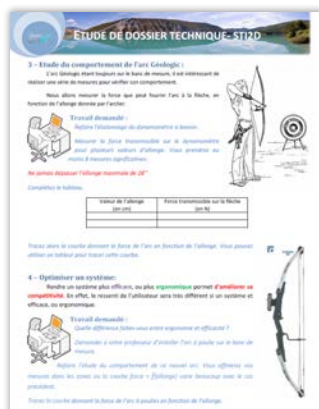 ETUDE DE DOSSIER TECHNIQUE- STI2D
3 – Etude du comportement de l'arc Géologic :
L'arc Géologic étant toujours sur le banc de mesure, il est intéressant de
réaliser une série de mesures pour vérifier son comportement.
Nous allons mesurer la force que peut fournir l'arc à la flèche, en
fonction de l'allonge donnée par l'archer.
Travail demandé :
Refaire l'étalonnage du dynamomètre si besoin.
Mesurer la force transmissible sur le dynamomètre
pour plusieurs valeurs d'allonge. Vous prendrez au
moins 8 mesures significatives.
Ne jamais dépasser l'allonge maximale de 28''
Complétez le tableau.
Valeur de l'allonge
(en cm)
Force transmissible sur la flèche
(en N)
Tracez alors la courbe donnant la force de l'arc en fonction de l'allonge. Vous pouvez
utiliser un tableur pour tracer cette courbe.
4 – Optimiser un système:
Rendre un système plus efficace, ou plus ergonomique permet d'améliorer sa
compétitivité. En effet, le ressenti de l'utilisateur sera très différent si un système est
efficace, ou ergonomique.
Travail demandé :
Quelle différence faites-vous entre ergonomie et efficacité ?
Demandez à votre professeur d'installer l'arc à poulie sur le banc de
mesure.
Refaire l'étude du comportement de ce nouvel arc. Vous affinerez vos
mesures dans les zones où la courbe force = f(allonge) varie beaucoup avec le cas
précédent.
Tracez la courbe donnant la force de l'arc à poulies en fonction de l'allonge.